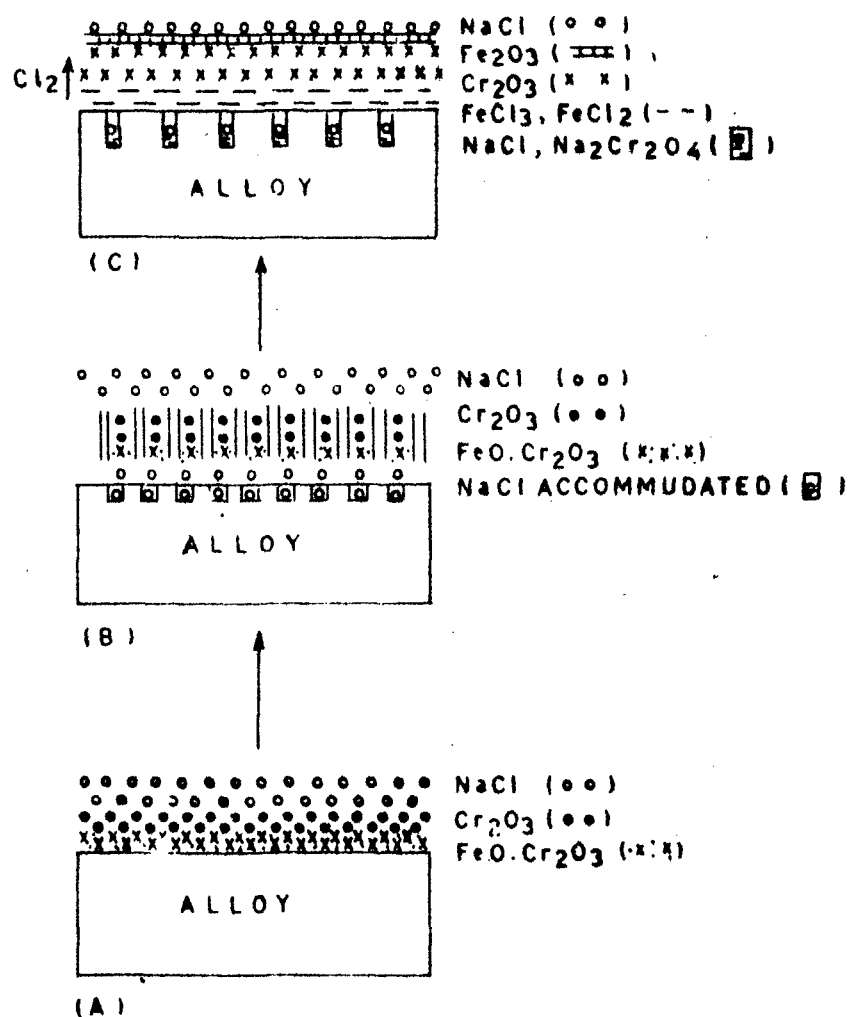 NaCl (o o)
Fe2O3 ( )
Cl2
Cr2O3 (x x)
FeCl3, FeCl2 (- -)
NaCl, Na2Cr2O4 ( )
ALLOY
(C)
NaCl (o o)
Cr2O3 (• •)
FeO.Cr2O3 (x.x.x)
NaCl ACCOMMUDATED ( )
ALLOY
(B)
NaCl (o o)
Cr2O3 (• •)
FeO.Cr2O3 (.x.x)
ALLOY
(A)